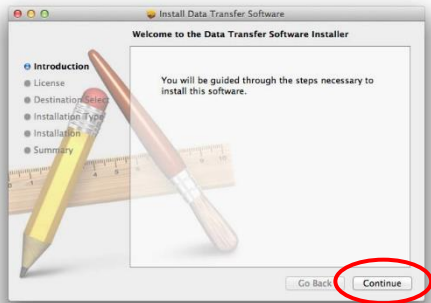 Install Data Transfer Software
Welcome to the Data Transfer Software Installer
Introduction
License
Destination Select
Installation Type
Installation
Summary
You will be guided through the steps necessary to
install this software.
Go Back
Continue